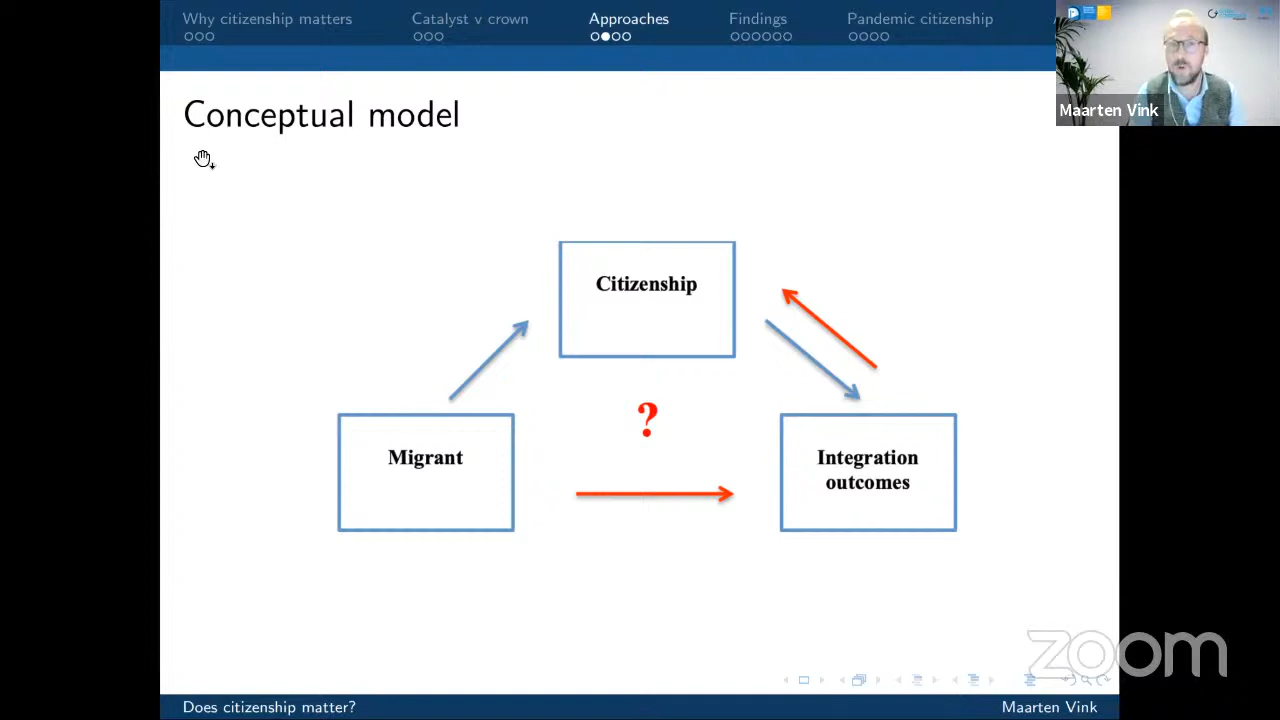 Why citizenship matters
Catalyst v crown
Approaches
Findings
Pandemic citizenship
Maarten Vink
Conceptual model
Citizenship
?
Migrant
Integration
outcomes
zoom
Does citizenship matter?
Maarten Vink